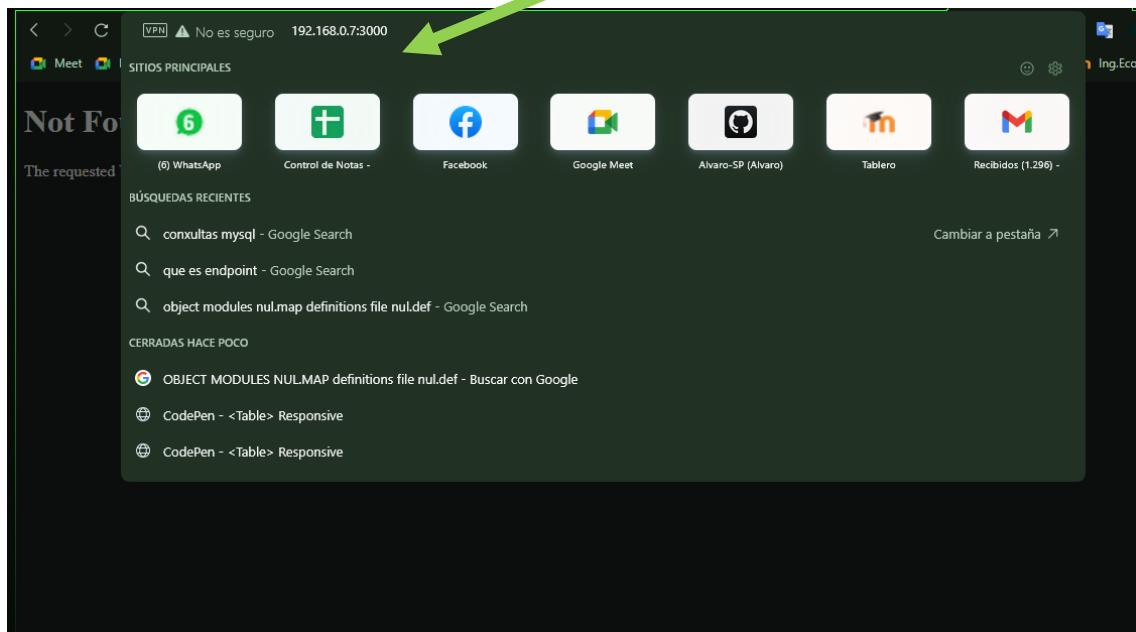 VPN No es seguro 192.168.0.7:3000
Meet
Ing.Eco
SITIOS PRINCIPALES
Not Fo
The requested
6
(6) WhatsApp Control de Notas - Facebook Google Meet Alvaro-SP (Alvaro) Tablero Recibidos (1.296) -
BÚSQUEDAS RECIENTES
conxultas mysql - Google Search Cambiar a pestaña
que es endpoint - Google Search
object modules nul.map definitions file nul.def - Google Search
CERRADAS HACE POCO
OBJECT MODULES NUL.MAP definitions file nul.def - Buscar con Google
CodePen - <Table> Responsive
CodePen - <Table> Responsive